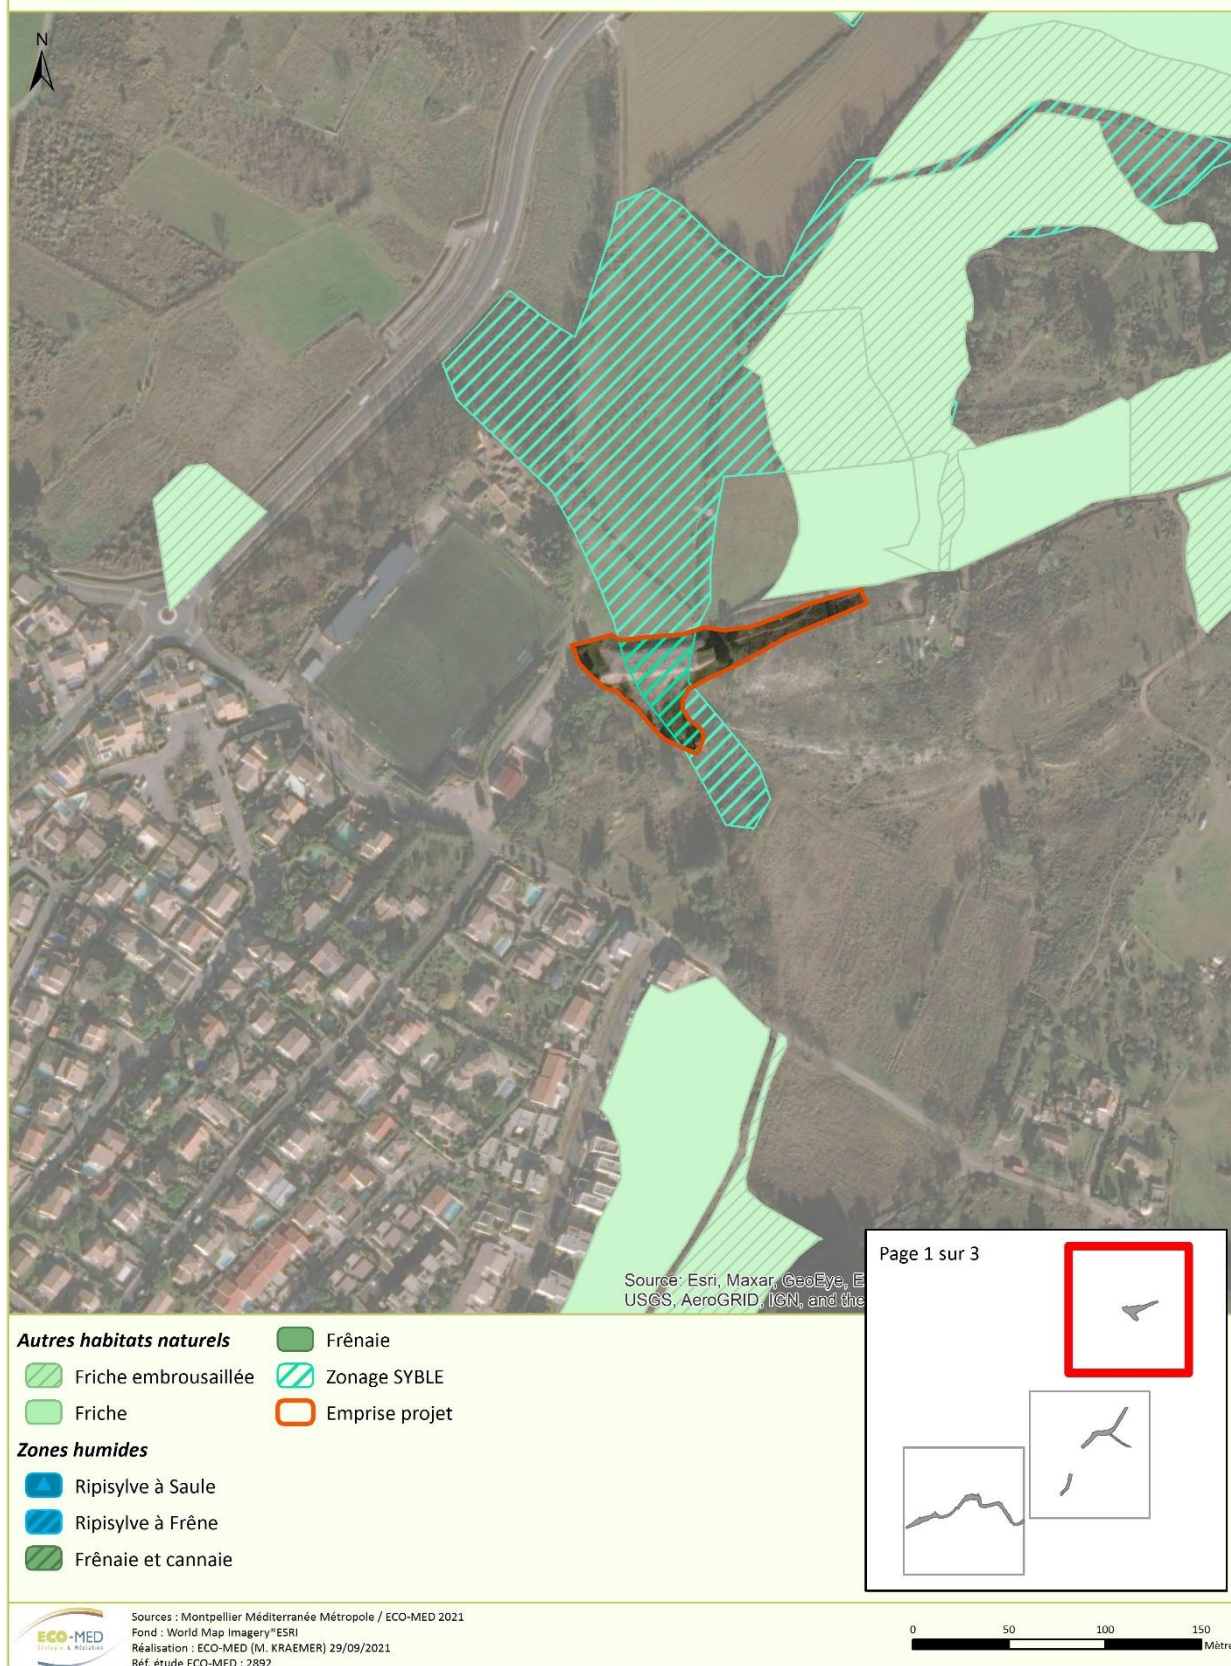 N
Source: Esri, Maxar, GeoEye, E
USGS, AeroGRID, IGN, and the
Page 1 sur 3
Autres habitats naturels
Friche embrousaillée
Friche
Zones humides
Ripisylve à Saule
Ripisylve à Frêne
Frênaie et cannaie
Frênaie
Zonage SYBLE
Emprise projet
ECO-MED
Ecologie & Médiation
Sources : Montpellier Méditerranée Métropole / ECO-MED 2021
Fond : World Map Imagery®ESRI
Réalisation : ECO-MED (M. KRAEMER) 29/09/2021
Réf. étude ECO-MED : 2892
0 50 100 150
Mètre